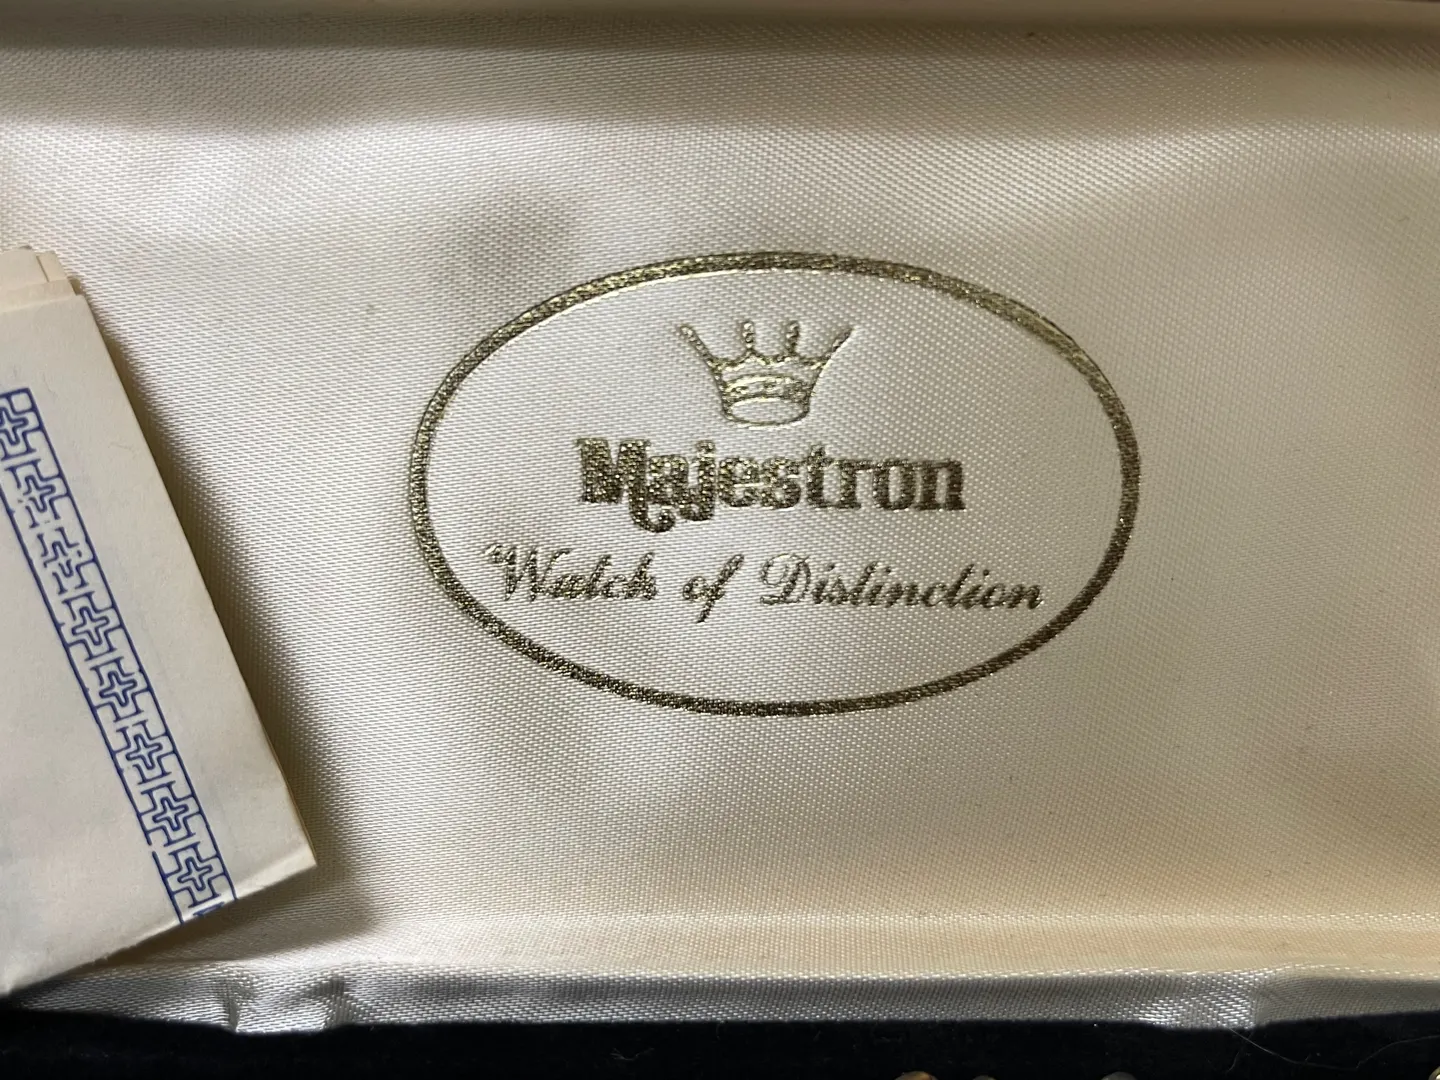 Majestron
Watch of Distinction